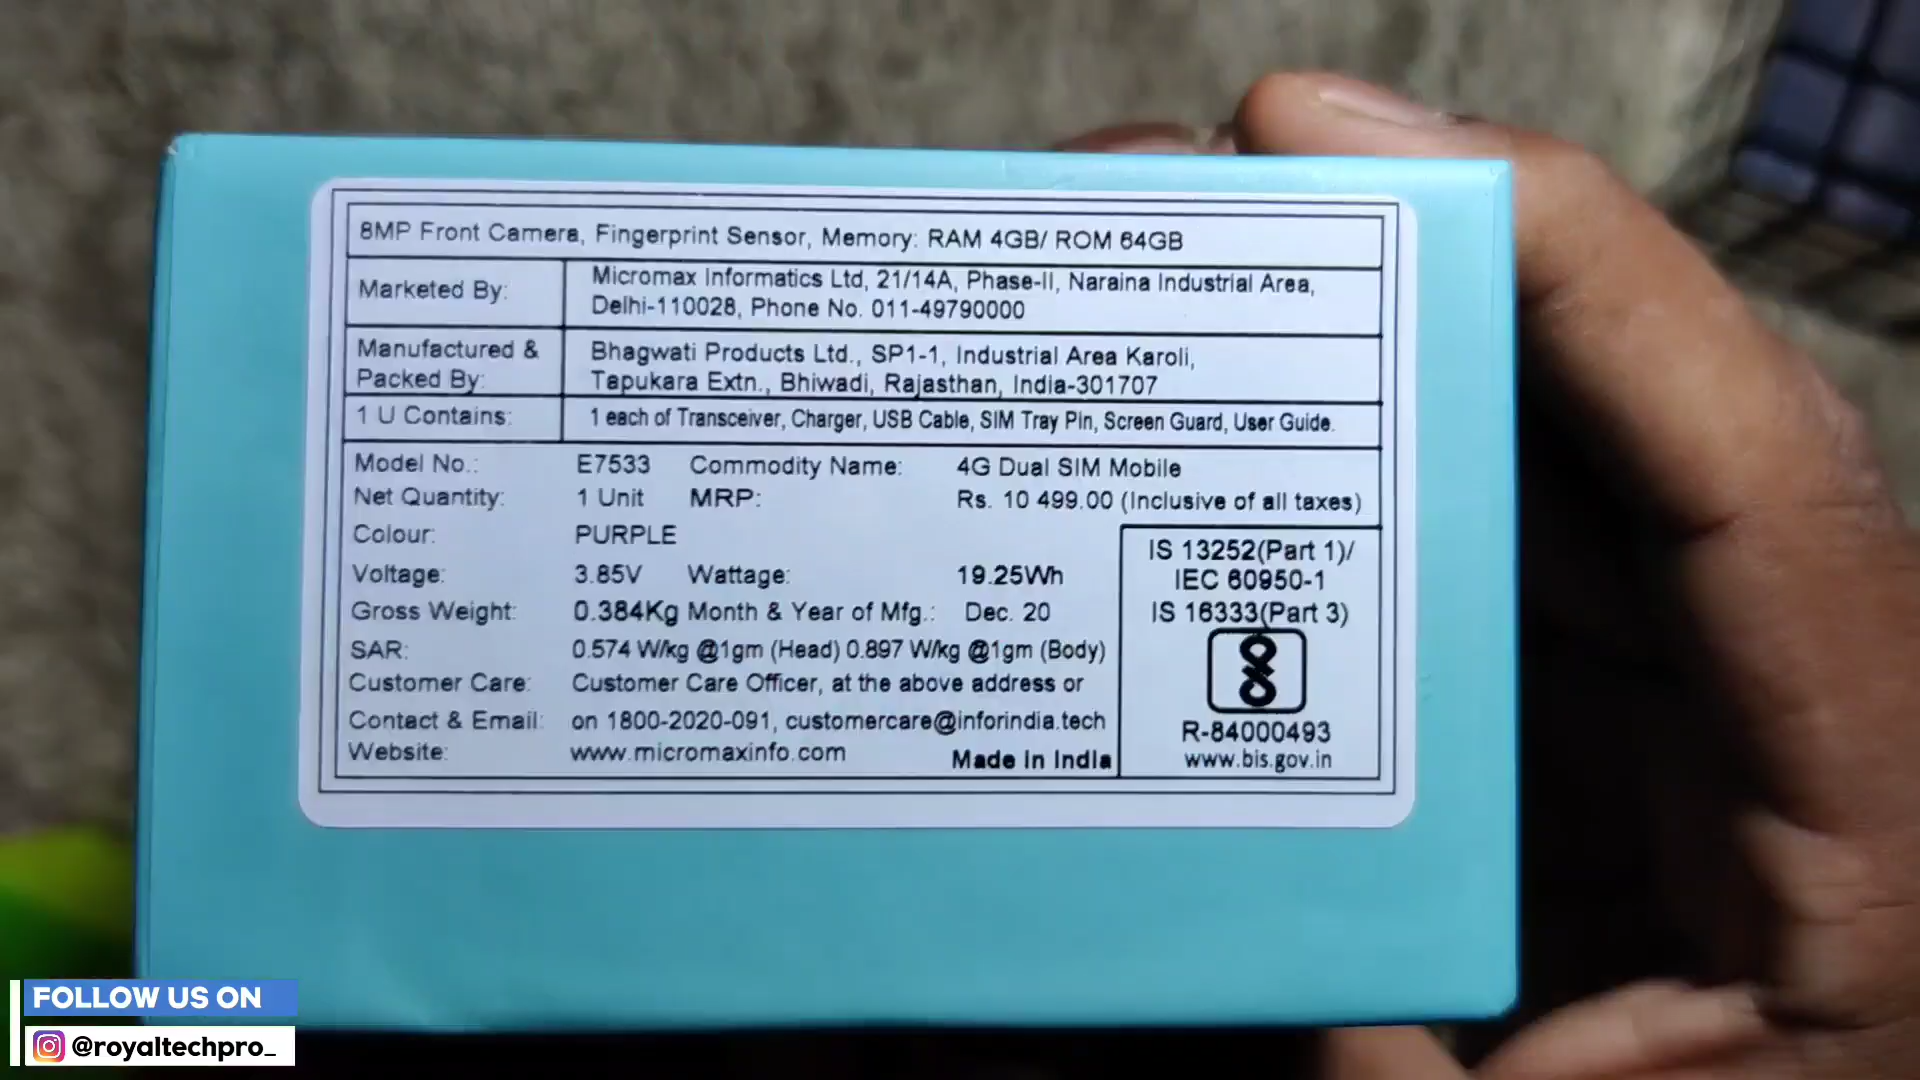 8MP Front Camera, Fingerprint Sensor, Memory: RAM 4GB/ ROM 64GB
Marketed By: Micromax Informatics Ltd, 21/14A, Phase-II, Naraina Industrial Area,
Delhi-110028, Phone No. 011-49790000
Manufactured & Bhagwati Products Ltd., SP1-1, Industrial Area Karoli,
Packed By: Tapukara Extn., Bhiwadi, Rajasthan, India-301707
1 U Contains: 1 each of Transceiver, Charger, USB Cable, SIM Tray Pin, Screen Guard, User Guide.
Model No.: E7533 Commodity Name: 4G Dual SIM Mobile
Net Quantity: 1 Unit MRP: Rs. 10 499.00 (Inclusive of all taxes)
Colour: PURPLE
Voltage: 3.85V Wattage: 19.25Wh
Gross Weight: 0.384Kg Month & Year of Mfg.: Dec. 20
SAR: 0.574 W/kg @1gm (Head) 0.897 W/kg @1gm (Body)
Customer Care: Customer Care Officer, at the above address or
Contact & Email: on 1800-2020-091, customercare@inforindia.tech
Website: www.micromaxinfo.com Made In India
IS 13252(Part 1)/
IEC 60950-1
IS 16333(Part 3)
R-84000493
www.bis.gov.in
FOLLOW US ON
@royaltechpro_